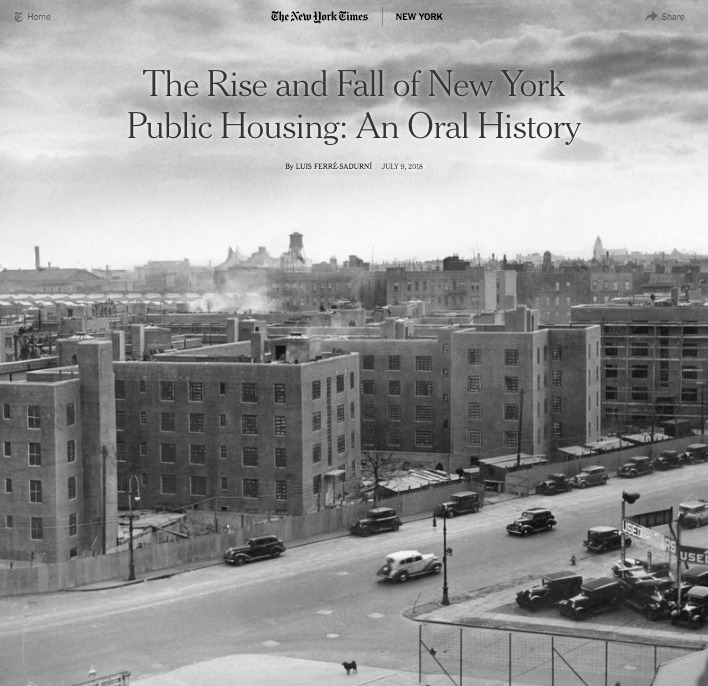 Home
The New York Times
NEW YORK
Share
The Rise and Fall of New York
Public Housing: An Oral History
By LUIS FERRÉ-SADURNÍ JULY 9, 2018
USED
USED